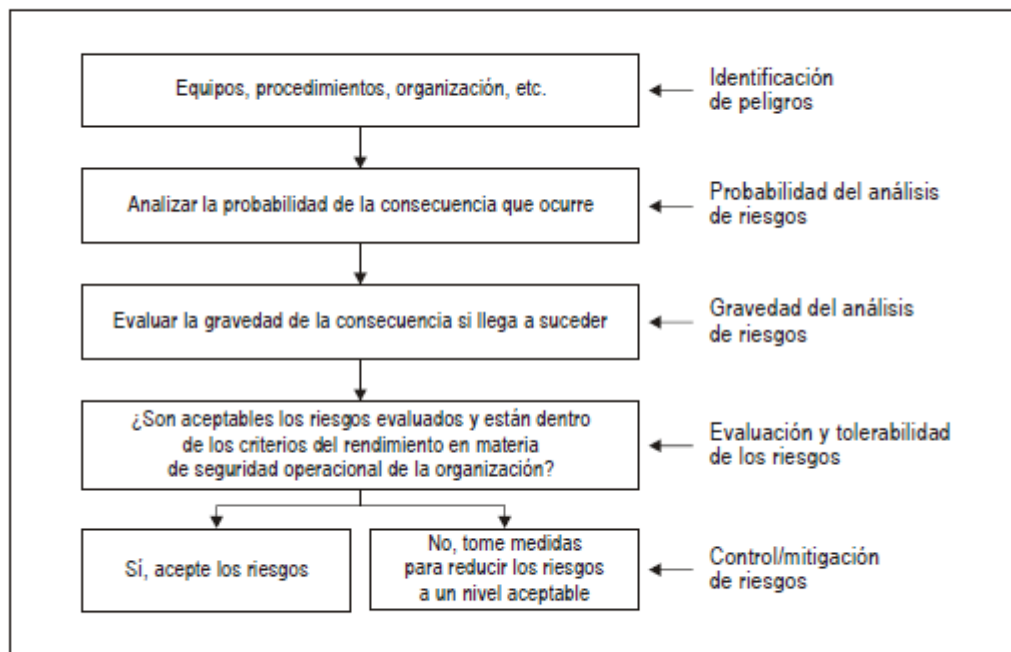 Equipos, procedimientos, organización, etc.
Identificación
de peligros
Analizar la probabilidad de la consecuencia que ocurre
Probabilidad del análisis
de riesgos
Evaluar la gravedad de la consecuencia si llega a suceder
Gravedad del análisis
de riesgos
¿Son aceptables los riesgos evaluados y están dentro
de los criterios del rendimiento en materia
de seguridad operacional de la organización?
Evaluación y tolerabilidad
de los riesgos
Sí, acepte los riesgos
No, tome medidas
para reducir los riesgos
a un nivel aceptable
Control/mitigación
de riesgos